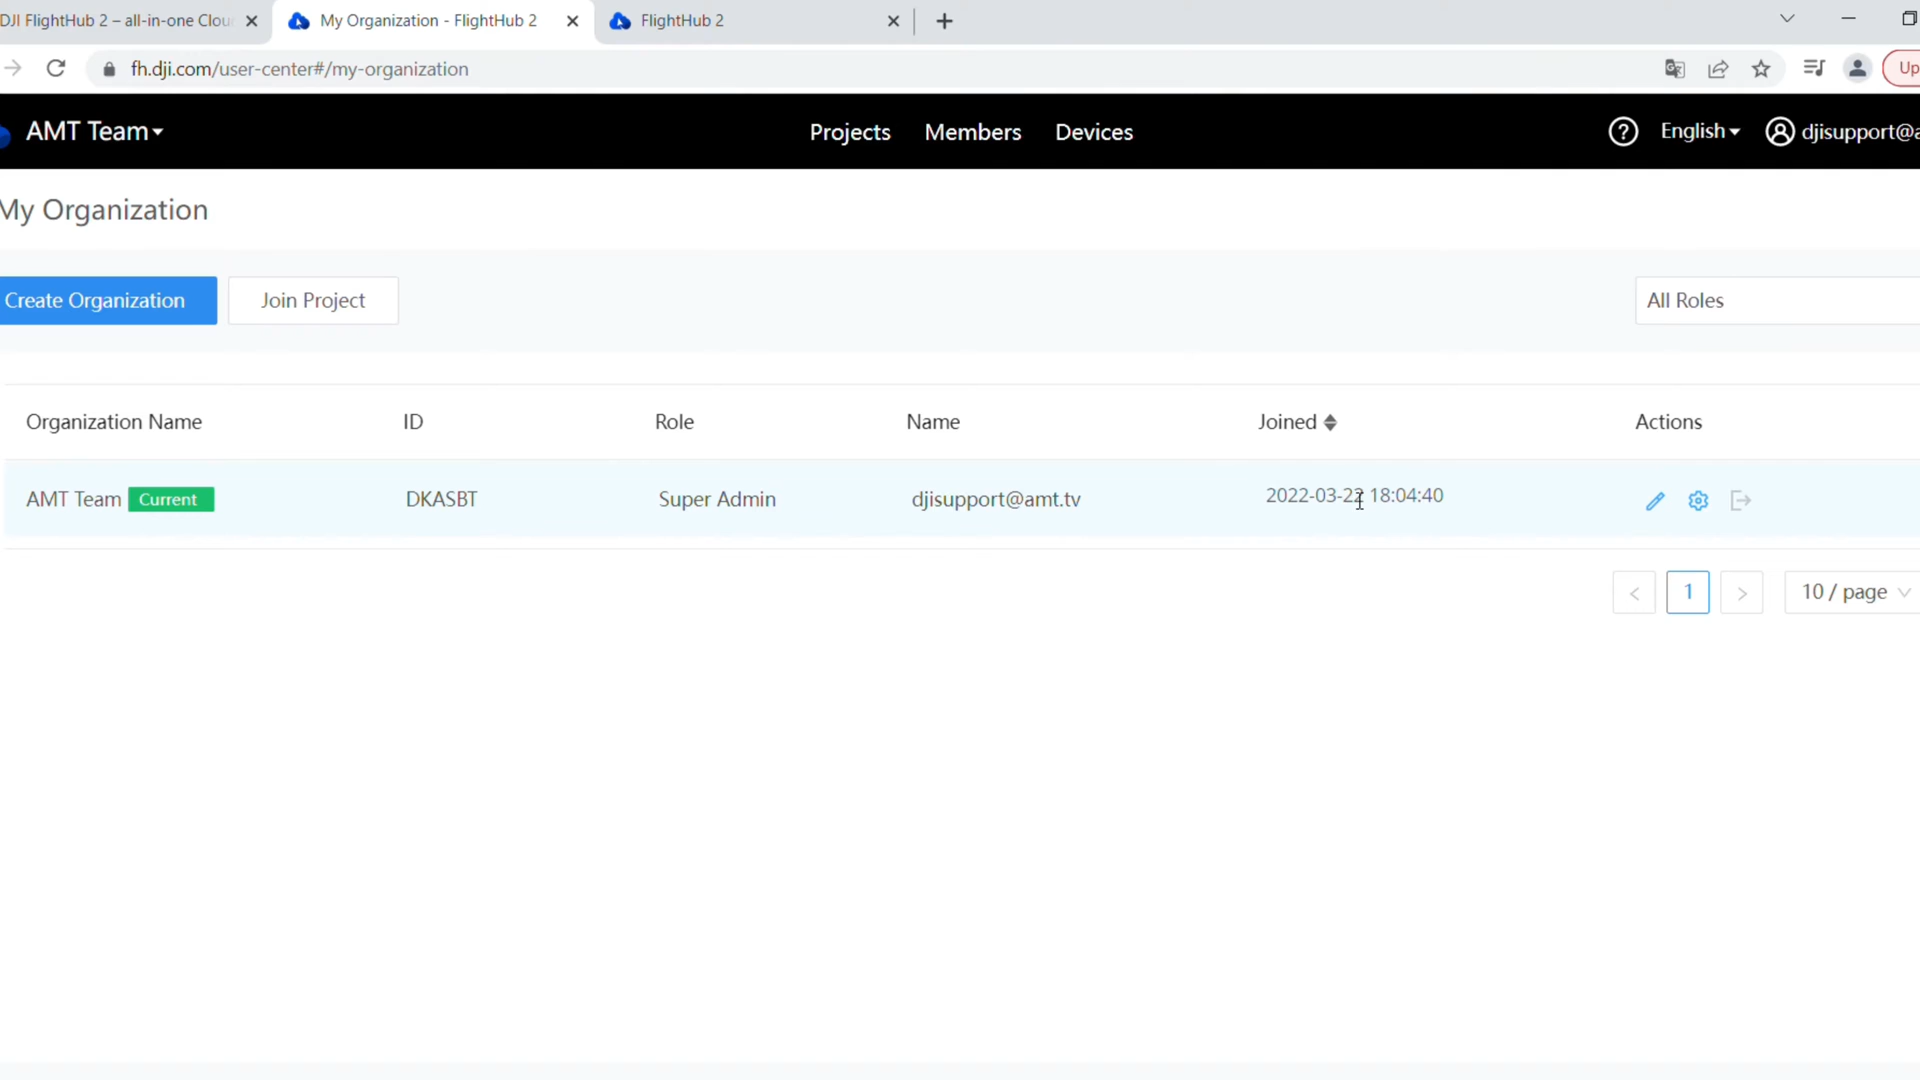 DJI FlightHub 2 – all-in-one Clou
My Organization - FlightHub 2
FlightHub 2
fh.dji.com/user-center#/my-organization
Up
AMT Team
Projects
Members
Devices
English
djisupport@a
My Organization
Create Organization
Join Project
All Roles
Organization Name
ID
Role
Name
Joined
Actions
AMT Team
Current
DKASBT
Super Admin
djisupport@amt.tv
2022-03-22 18:04:40
1
10 / page